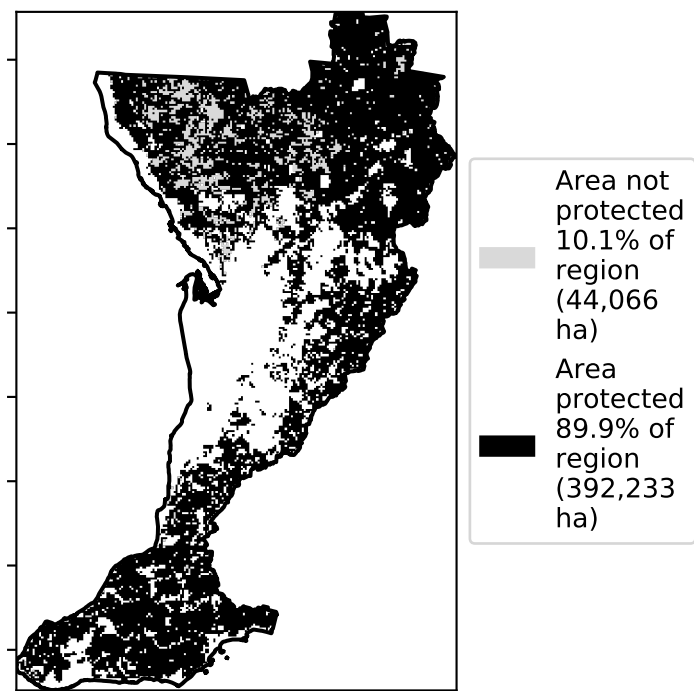 Area not
protected
10.1% of
region
(44,066
ha)
Area
protected
89.9% of
region
(392,233
ha)